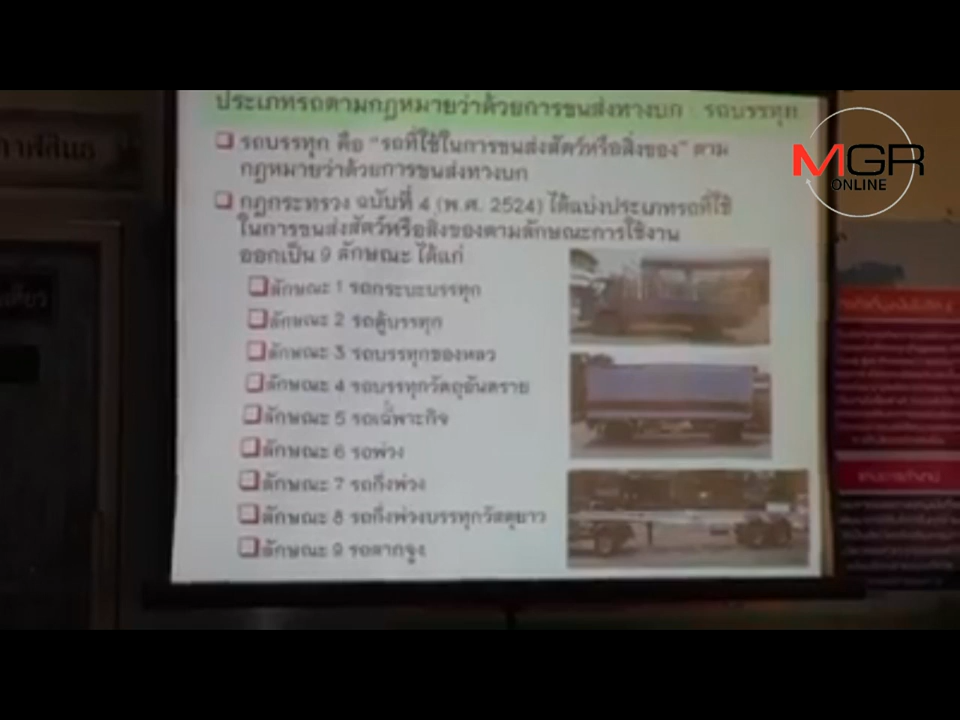 ประเภทรถตามกฎหมายว่าด้วยการขนส่งทางบก : รถบรรทุก
รถบรรทุก คือ "รถที่ใช้ในการขนส่งสัตว์หรือสิ่งของ" ตาม
กฎหมายว่าด้วยการขนส่งทางบก
กฎกระทรวง ฉบับที่ 4 (พ.ศ. 2524) ได้แบ่งประเภทรถที่ใช้
ในการขนส่งสัตว์หรือสิ่งของตามลักษณะการใช้งาน
ออกเป็น 9 ลักษณะ ได้แก่
ลักษณะ 1 รถกระบะบรรทุก
ลักษณะ 2 รถตู้บรรทุก
ลักษณะ 3 รถบรรทุกของเหลว
ลักษณะ 4 รถบรรทุกวัตถุอันตราย
ลักษณะ 5 รถเฉพาะกิจ
ลักษณะ 6 รถพ่วง
ลักษณะ 7 รถกึ่งพ่วง
ลักษณะ 8 รถกึ่งพ่วงบรรทุกวัสดุยาว
ลักษณะ 9 รถลากจูง
MGR
ONLINE
กาฬสินธุ์